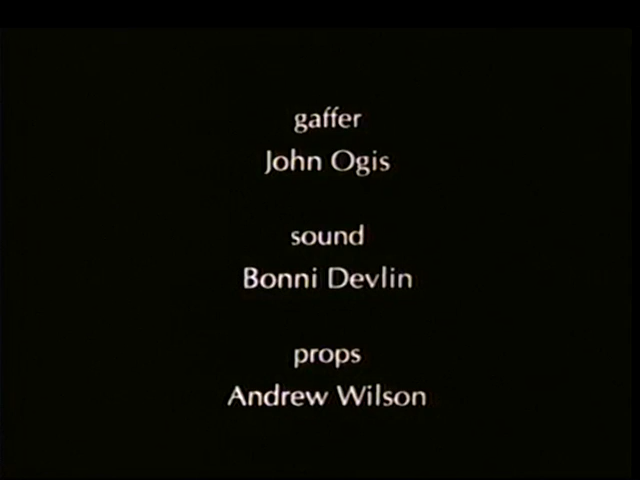 gaffer
John Ogis
sound
Bonni Devlin
props
Andrew Wilson